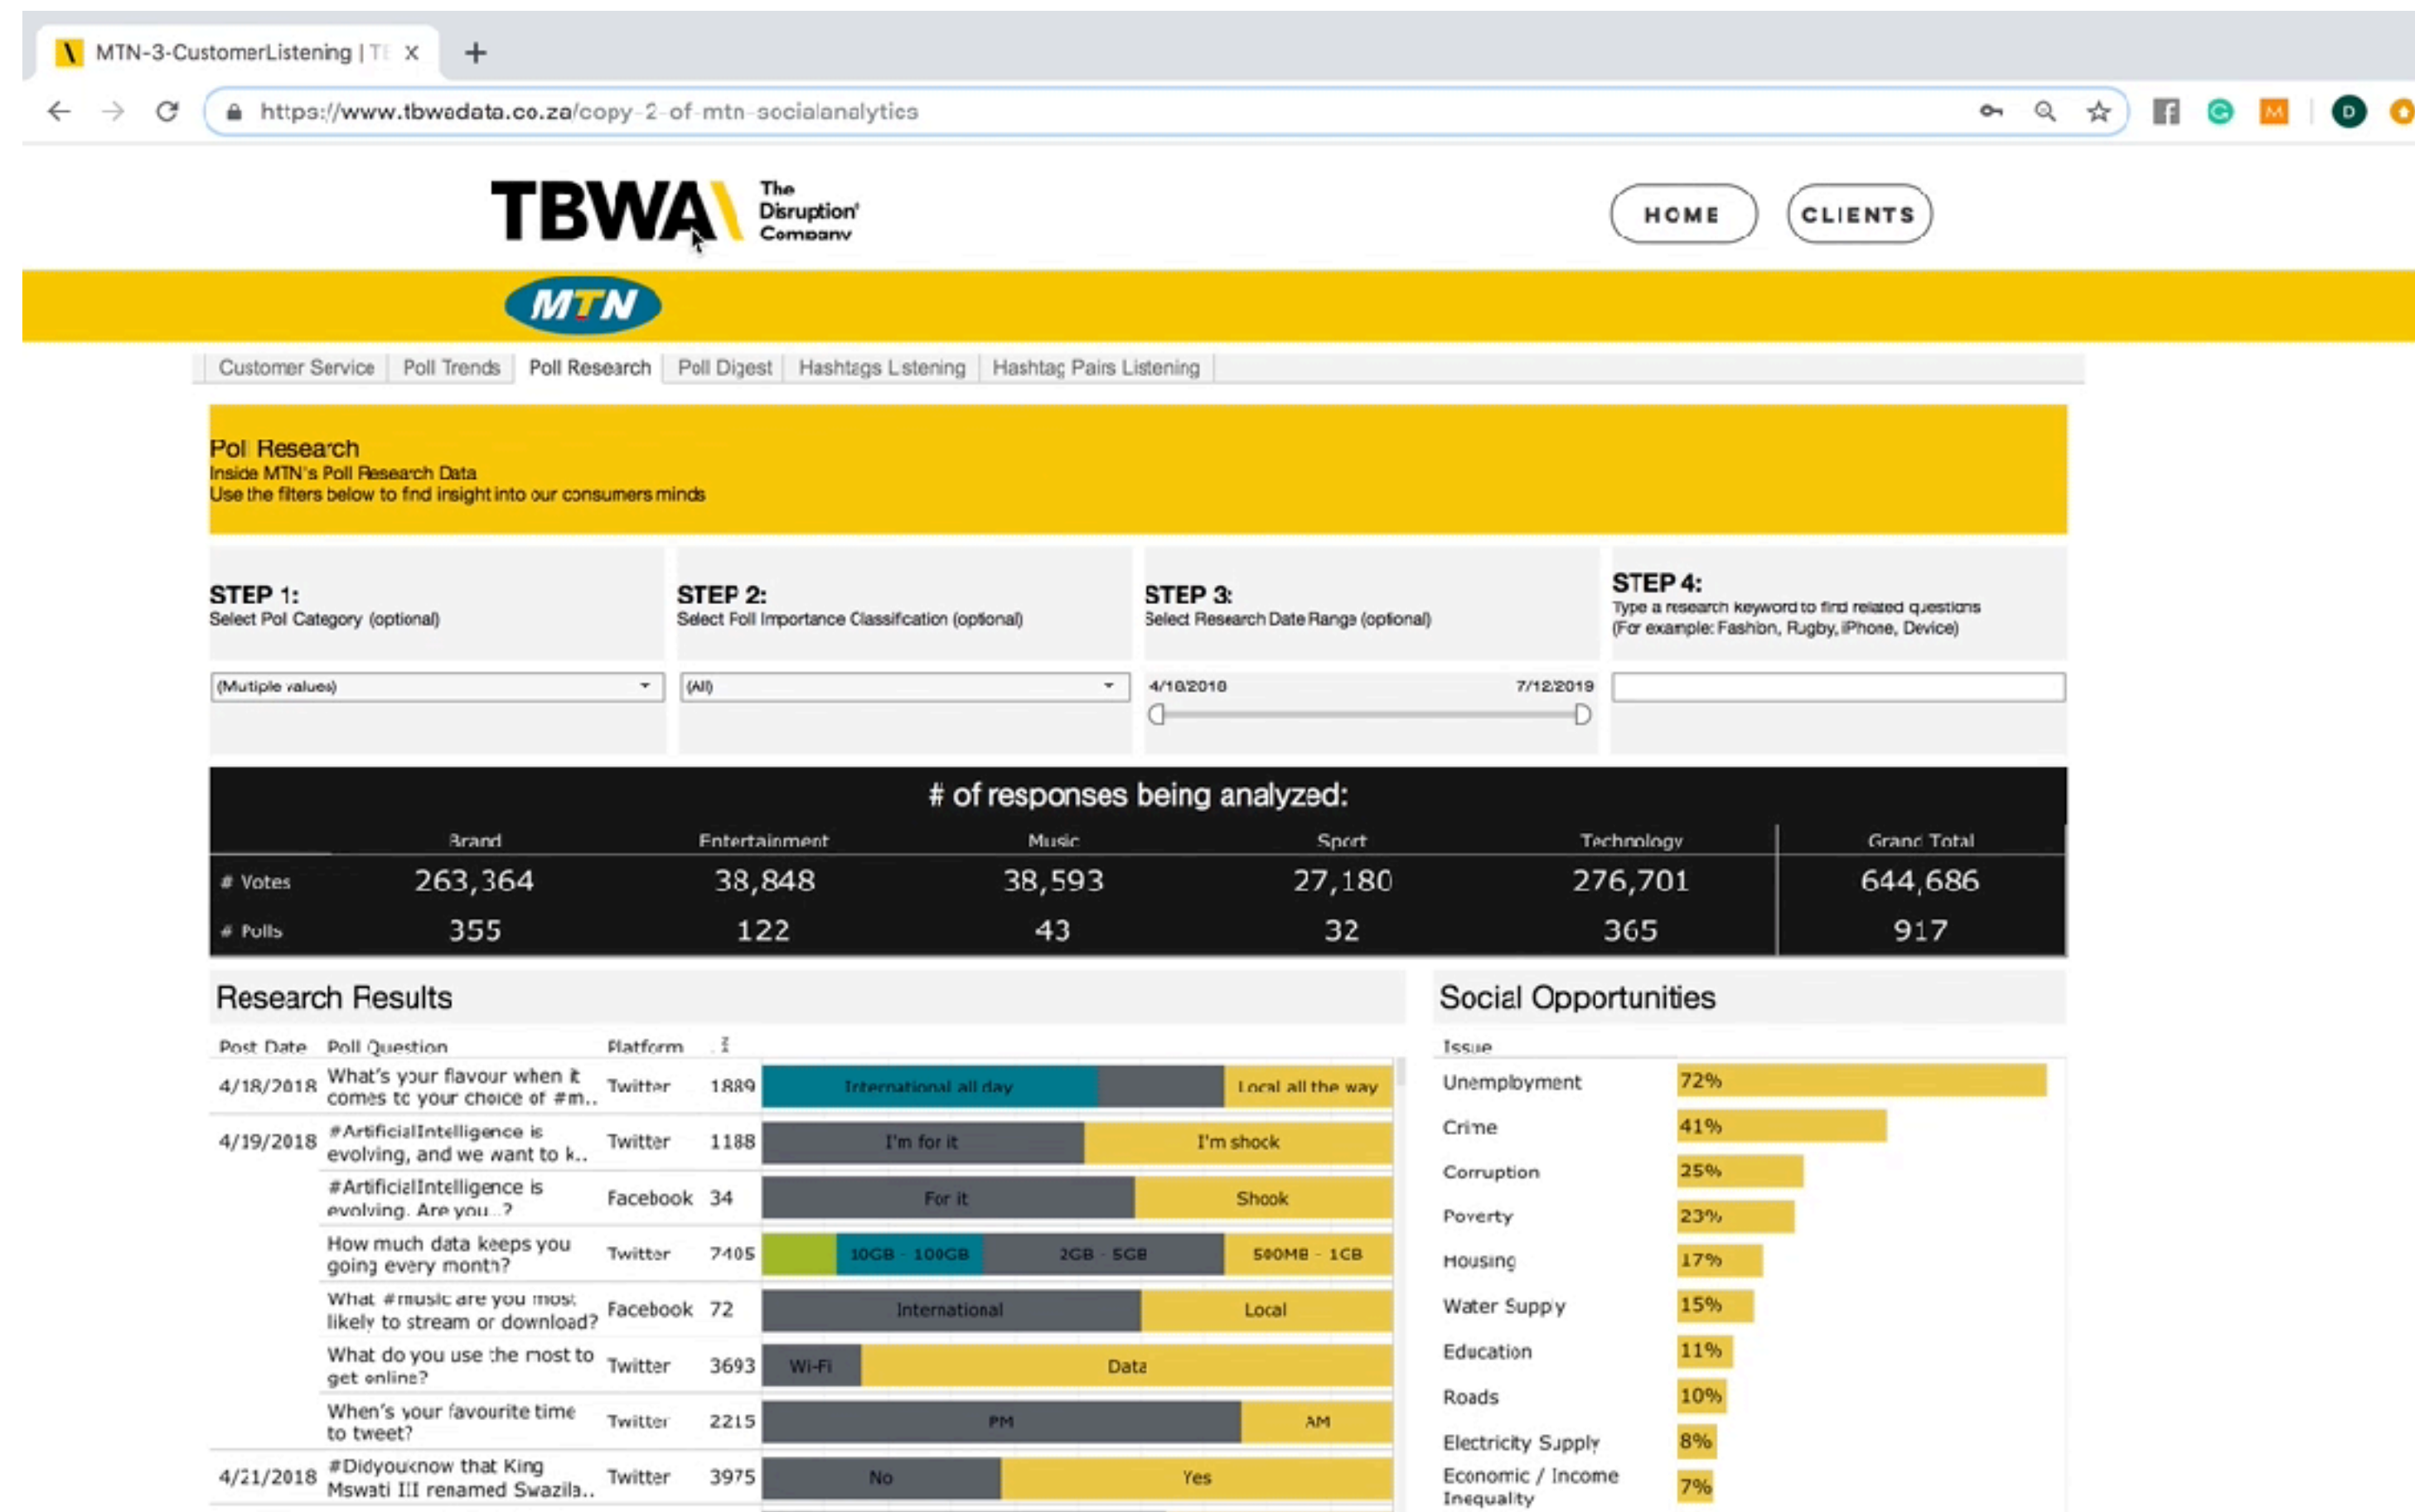 MTN-3-CustomerListening | TE
https://www.tbwadata.co.za/copy-2-of-mtn-socialanalytics
TBWA\ The Disruption® Company
HOME CLIENTS
MTN
Customer Service Poll Trends Poll Research Poll Digest Hashtags Listening Hashtag Pairs Listening
Poll Research
Inside MTN's Poll Research Data
Use the filters below to find insight into our consumers minds
STEP 1:
Select Poll Category (optional)
STEP 2:
Select Poll Importance Classification (optional)
STEP 3:
Select Research Date Range (optional)
STEP 4:
Type a research keyword to find related questions
(For example: Fashion, Rugby, iPhone, Device)
(Multiple values)
(All)
4/18/2018 7/12/2019
# of responses being analyzed:
Brand Entertainment Music Sport Technology Grand Total
# Votes 263,364 38,848 38,593 27,180 276,701 644,686
# Polls 355 122 43 32 365 917
Research Results
Post Date Poll Question Platform
4/18/2018 What's your flavour when it comes to your choice of #m.. Twitter 1889 International all day Local all the way
4/19/2018 #ArtificialIntelligence is evolving, and we want to k.. Twitter 1188 I'm for it I'm shook
#ArtificialIntelligence is evolving. Are you...? Facebook 34 For it Shook
How much data keeps you going every month? Twitter 7405 10GB - 100GB 2GB - 5GB 500MB - 1GB
What #music are you most likely to stream or download? Facebook 72 International Local
What do you use the most to get online? Twitter 3693 Wi-Fi Data
When's your favourite time to tweet? Twitter 2215 PM AM
4/21/2018 #Didyouknow that King Mswati III renamed Swazila.. Twitter 3975 No Yes
Social Opportunities
Issue
Unemployment 72%
Crime 41%
Corruption 25%
Poverty 23%
Housing 17%
Water Supply 15%
Education 11%
Roads 10%
Electricity Supply 8%
Economic / Income Inequality 7%